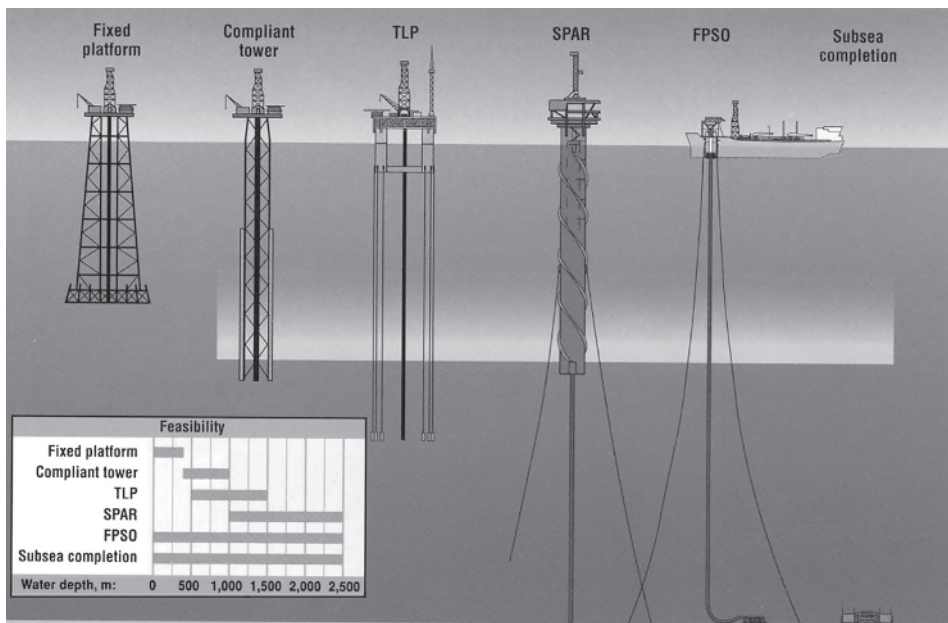 Fixed
platform
Compliant
tower
TLP
SPAR
FPSO
Subsea
completion
Feasibility
Fixed platform
Compliant tower
TLP
SPAR
FPSO
Subsea completion
Water depth, m: 0 500 1,000 1,500 2,000 2,500